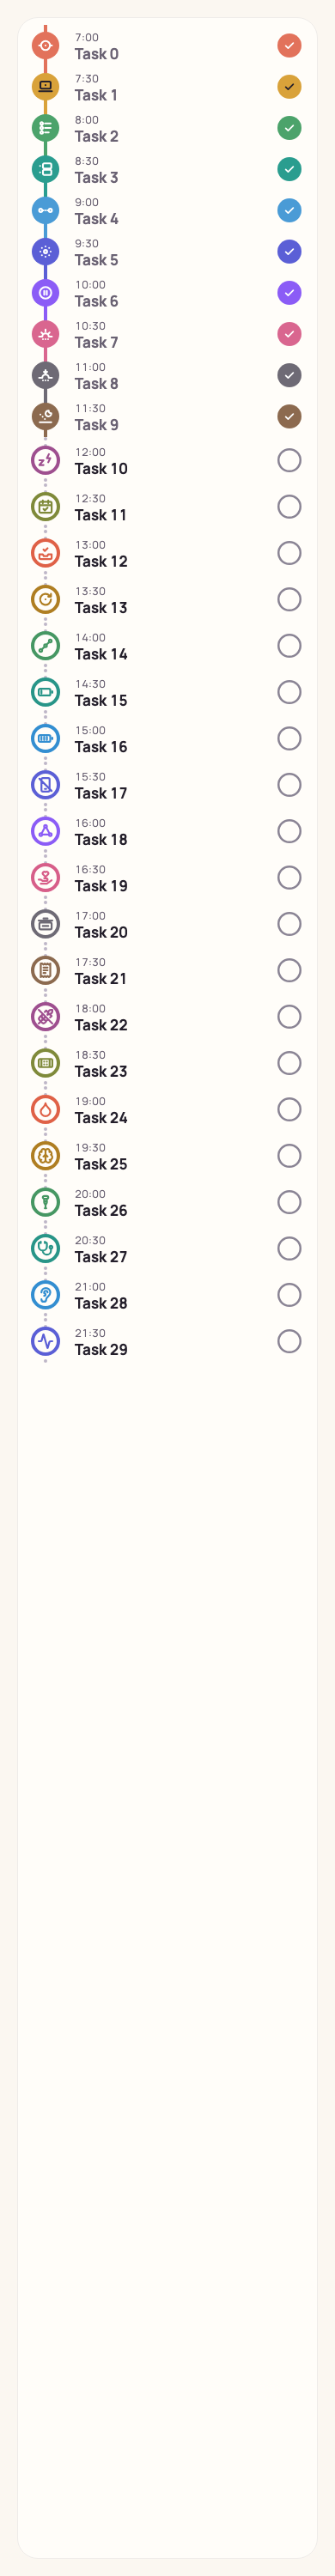 7:00
Task 0
7:30
Task 1
8:00
Task 2
8:30
Task 3
9:00
Task 4
9:30
Task 5
10:00
Task 6
10:30
Task 7
11:00
Task 8
11:30
Task 9
12:00
Task 10
12:30
Task 11
13:00
Task 12
13:30
Task 13
14:00
Task 14
14:30
Task 15
15:00
Task 16
15:30
Task 17
16:00
Task 18
16:30
Task 19
17:00
Task 20
17:30
Task 21
18:00
Task 22
18:30
Task 23
19:00
Task 24
19:30
Task 25
20:00
Task 26
20:30
Task 27
21:00
Task 28
21:30
Task 29